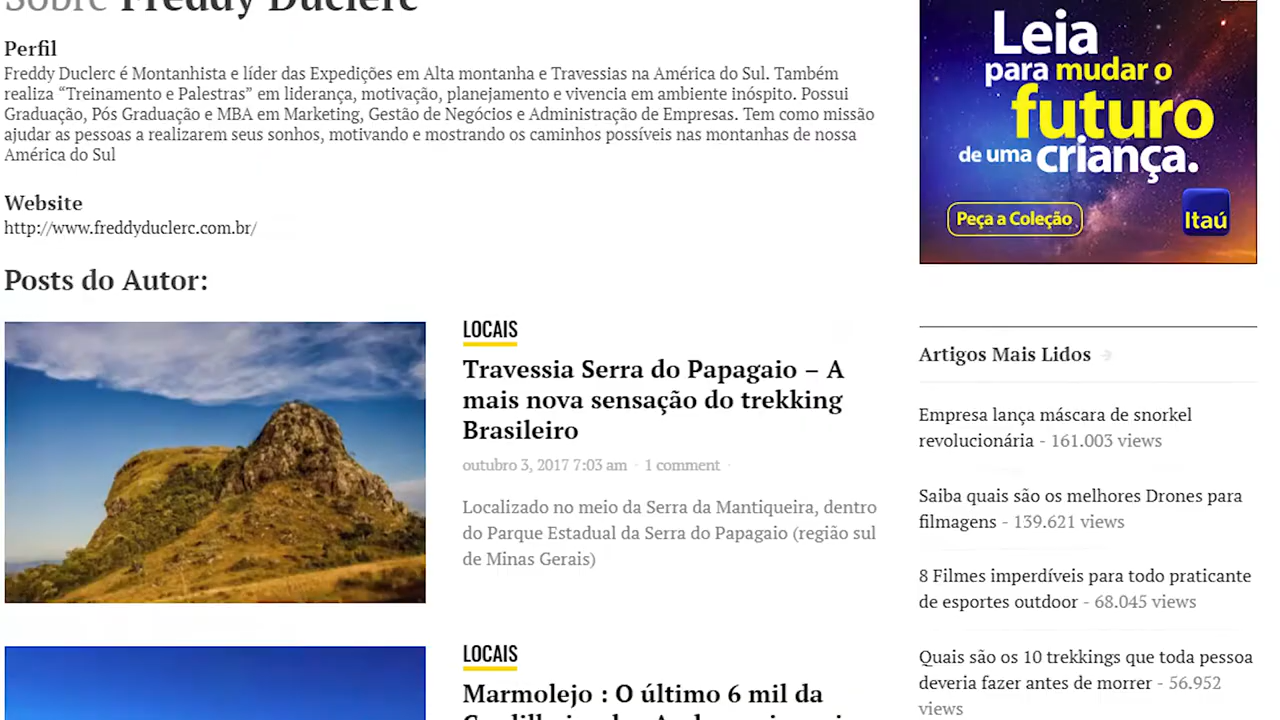 Sobre Freddy Duclerc
Perfil
Freddy Duclerc é Montanhista e líder das Expedições em Alta montanha e Travessias na América do Sul. Também
realiza “Treinamento e Palestras” em liderança, motivação, planejamento e vivencia em ambiente inóspito. Possui
Graduação, Pós Graduação e MBA em Marketing, Gestão de Negócios e Administração de Empresas. Tem como missão
ajudar as pessoas a realizarem seus sonhos, motivando e mostrando os caminhos possíveis nas montanhas de nossa
América do Sul
Website
http://www.freddyduclerc.com.br/
Posts do Autor:
LOCAIS
Travessia Serra do Papagaio – A
mais nova sensação do trekking
Brasileiro
outubro 3, 2017 7:03 am · 1 comment ·
Localizado no meio da Serra da Mantiqueira, dentro
do Parque Estadual da Serra do Papagaio (região sul
de Minas Gerais)
LOCAIS
Marmolejo : O último 6 mil da
Leia
para mudar o
futuro
de uma criança.
Peça a Coleção
Itaú
Artigos Mais Lidos
Empresa lança máscara de snorkel
revolucionária - 161.003 views
Saiba quais são os melhores Drones para
filmagens - 139.621 views
8 Filmes imperdíveis para todo praticante
de esportes outdoor - 68.045 views
Quais são os 10 trekkings que toda pessoa
deveria fazer antes de morrer - 56.952
views